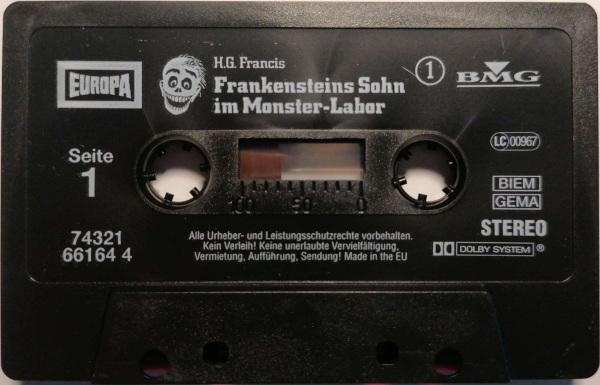 EUROPA
H.G. Francis
Frankensteins Sohn
im Monster-Labor
1
BMG
LC 00967
Seite
1
100 50 0
BIEM
GEMA
STEREO
DOLBY SYSTEM ®
74321
66164 4
Alle Urheber- und Leistungsschutzrechte vorbehalten.
Kein Verleih! Keine unerlaubte Vervielfältigung,
Vermietung, Aufführung, Sendung! Made in the EU